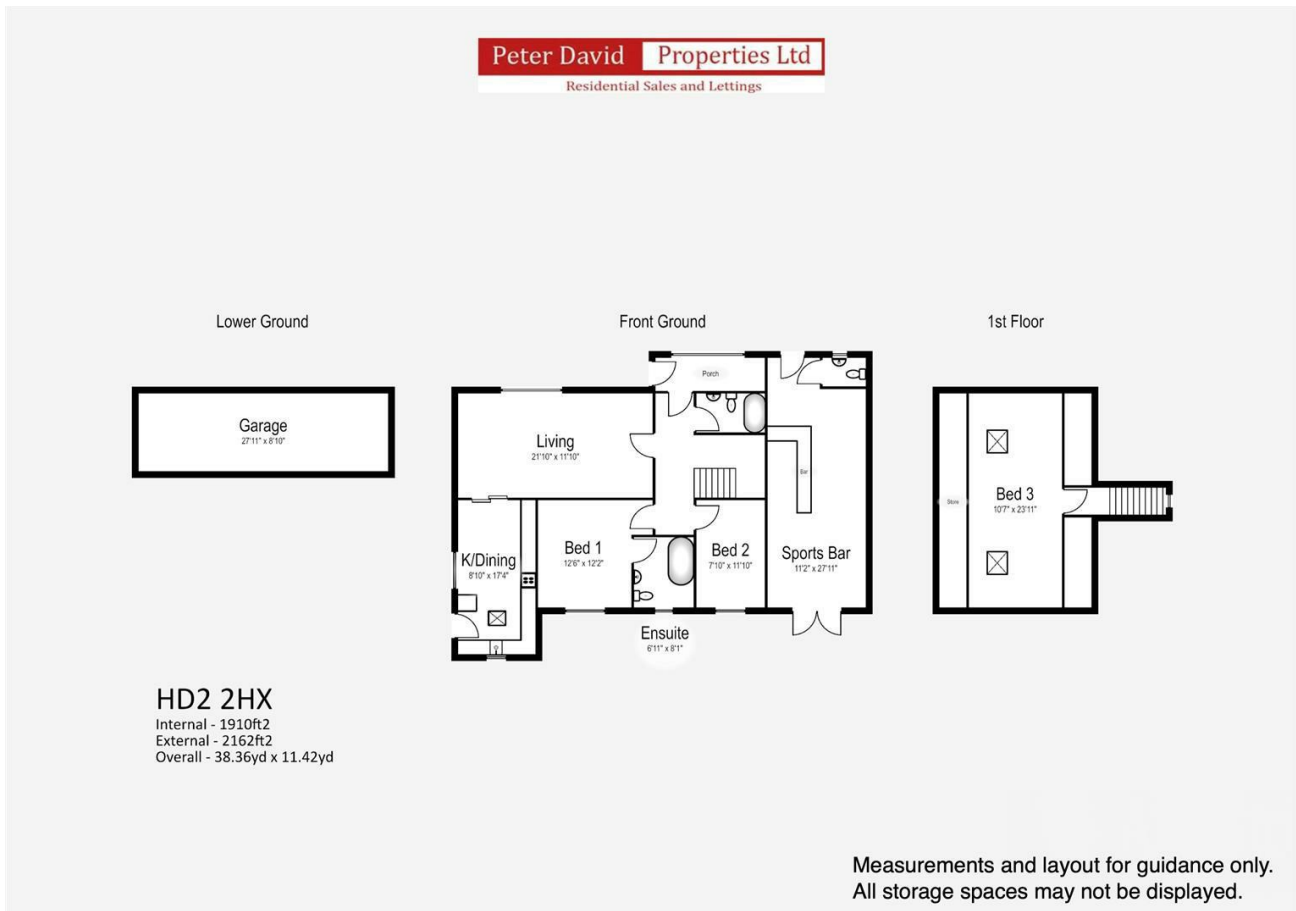 Peter David Properties Ltd
Residential Sales and Lettings
Lower Ground
Front Ground
1st Floor
Garage
27'11" x 8'10"
Porch
Living
21'10" x 11'10"
Bar
Store
Bed 3
10'7" x 23'11"
K/Dining
8'10" x 17'4"
Bed 1
12'6" x 12'2"
Bed 2
7'10" x 11'10"
Sports Bar
11'2" x 27'11"
Ensuite
6'11" x 8'1"
HD2 2HX
Internal - 1910ft2
External - 2162ft2
Overall - 38.36yd x 11.42yd
Measurements and layout for guidance only.
All storage spaces may not be displayed.